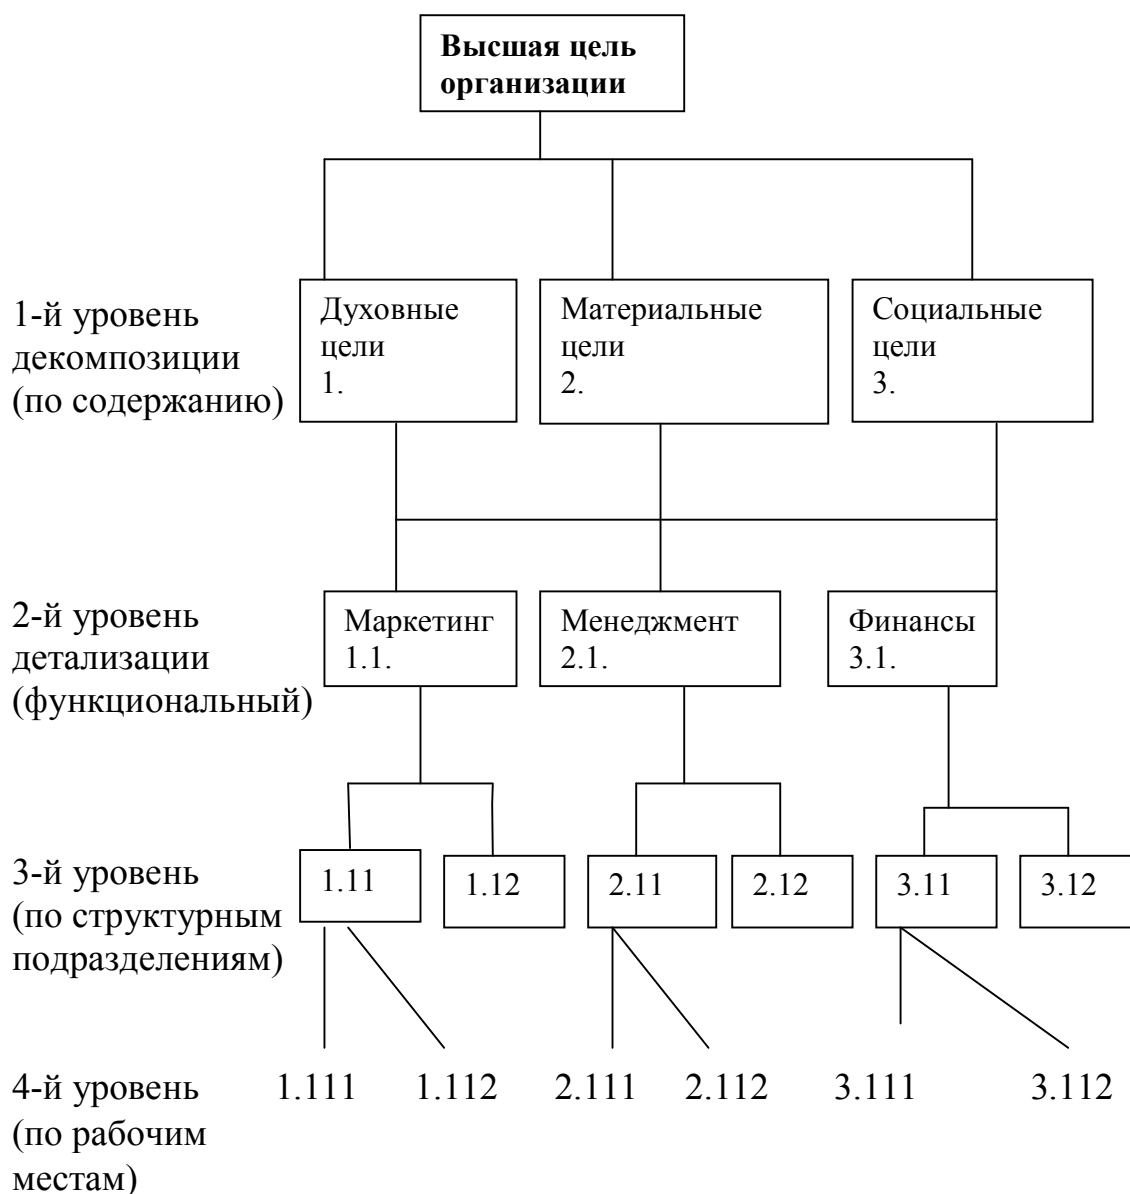 Высшая цель
организации
1-й уровень
декомпозиции
(по содержанию)
Духовные
цели
1.
Материальные
цели
2.
Социальные
цели
3.
2-й уровень
детализации
(функциональный)
Маркетинг
1.1.
Менеджмент
2.1.
Финансы
3.1.
3-й уровень
(по структурным
подразделениям)
1.11
1.12
2.11
2.12
3.11
3.12
4-й уровень
(по рабочим
местам)
1.111
1.112
2.111
2.112
3.111
3.112